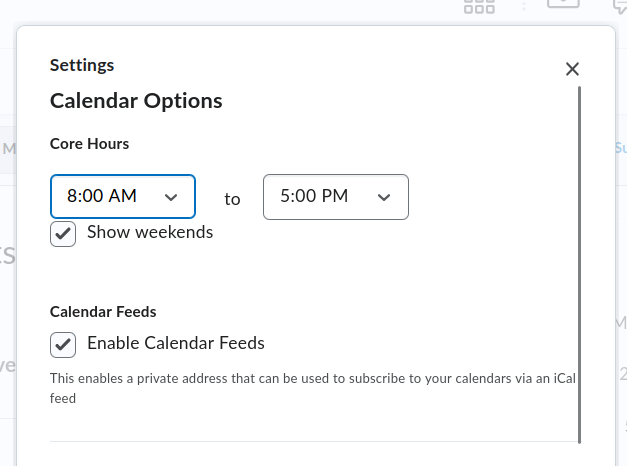 Settings
Calendar Options
Core Hours
8:00 AM to 5:00 PM
Show weekends
Calendar Feeds
Enable Calendar Feeds
This enables a private address that can be used to subscribe to your calendars via an iCal
feed